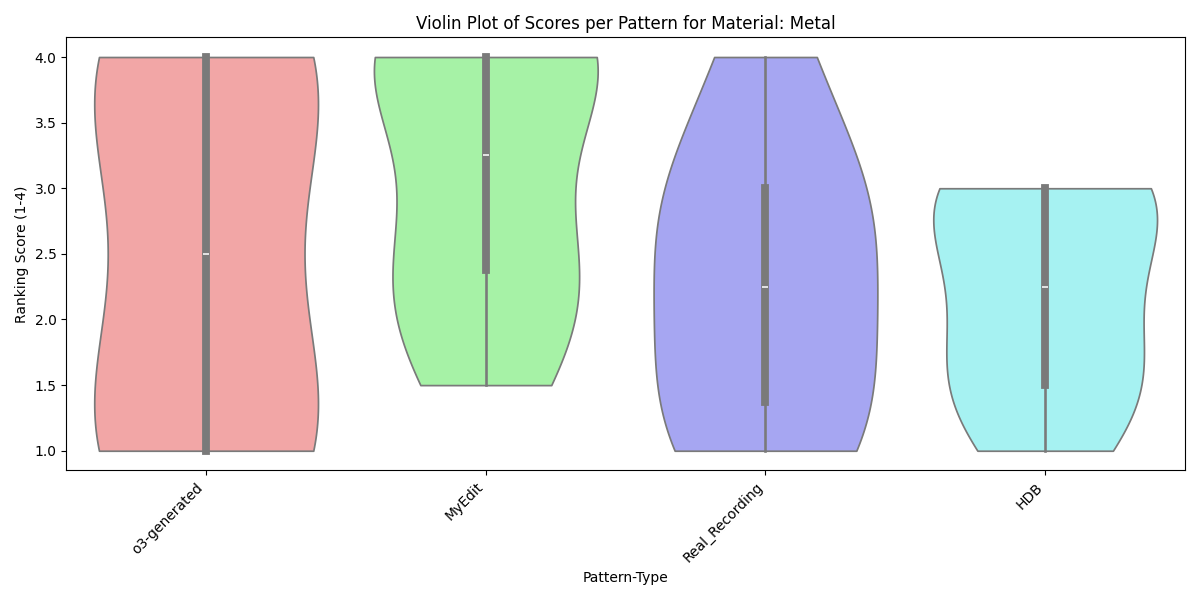 Violin Plot of Scores per Pattern for Material: Metal
Ranking Score (1-4)
4.0
3.5
3.0
2.5
2.0
1.5
1.0
o3-generated
MyEdit
Real_Recording
HDB
Pattern-Type